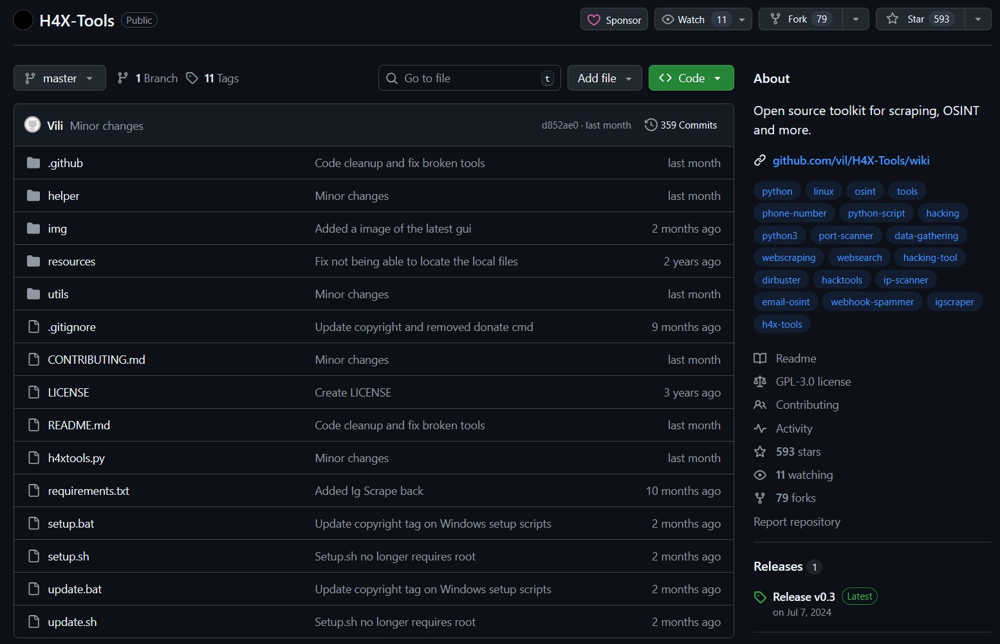 H4X-Tools Public Sponsor Watch 11 Fork 79 Star 593
master 1 Branch 11 Tags Go to file t Add file Code
Vili Minor changes d852ae0 · last month 359 Commits
.github Code cleanup and fix broken tools last month
helper Minor changes last month
img Added a image of the latest gui 2 months ago
resources Fix not being able to locate the local files 2 years ago
utils Minor changes last month
.gitignore Update copyright and removed donate cmd 9 months ago
CONTRIBUTING.md Minor changes last month
LICENSE Create LICENSE 3 years ago
README.md Code cleanup and fix broken tools last month
h4xtools.py Minor changes last month
requirements.txt Added Ig Scrape back 10 months ago
setup.bat Update copyright tag on Windows setup scripts 2 months ago
setup.sh Setup.sh no longer requires root 2 months ago
update.bat Update copyright tag on Windows setup scripts 2 months ago
update.sh Setup.sh no longer requires root 2 months ago
About
Open source toolkit for scraping, OSINT
and more.
github.com/vil/H4X-Tools/wiki
python linux osint tools
phone-number python-script hacking
python3 port-scanner data-gathering
webscraping websearch hacking-tool
dirbuster hacktools ip-scanner
email-osint webhook-spammer igscraper
h4x-tools
Readme
GPL-3.0 license
Contributing
Activity
593 stars
11 watching
79 forks
Report repository
Releases 1
Release v0.3 Latest
on Jul 7, 2024